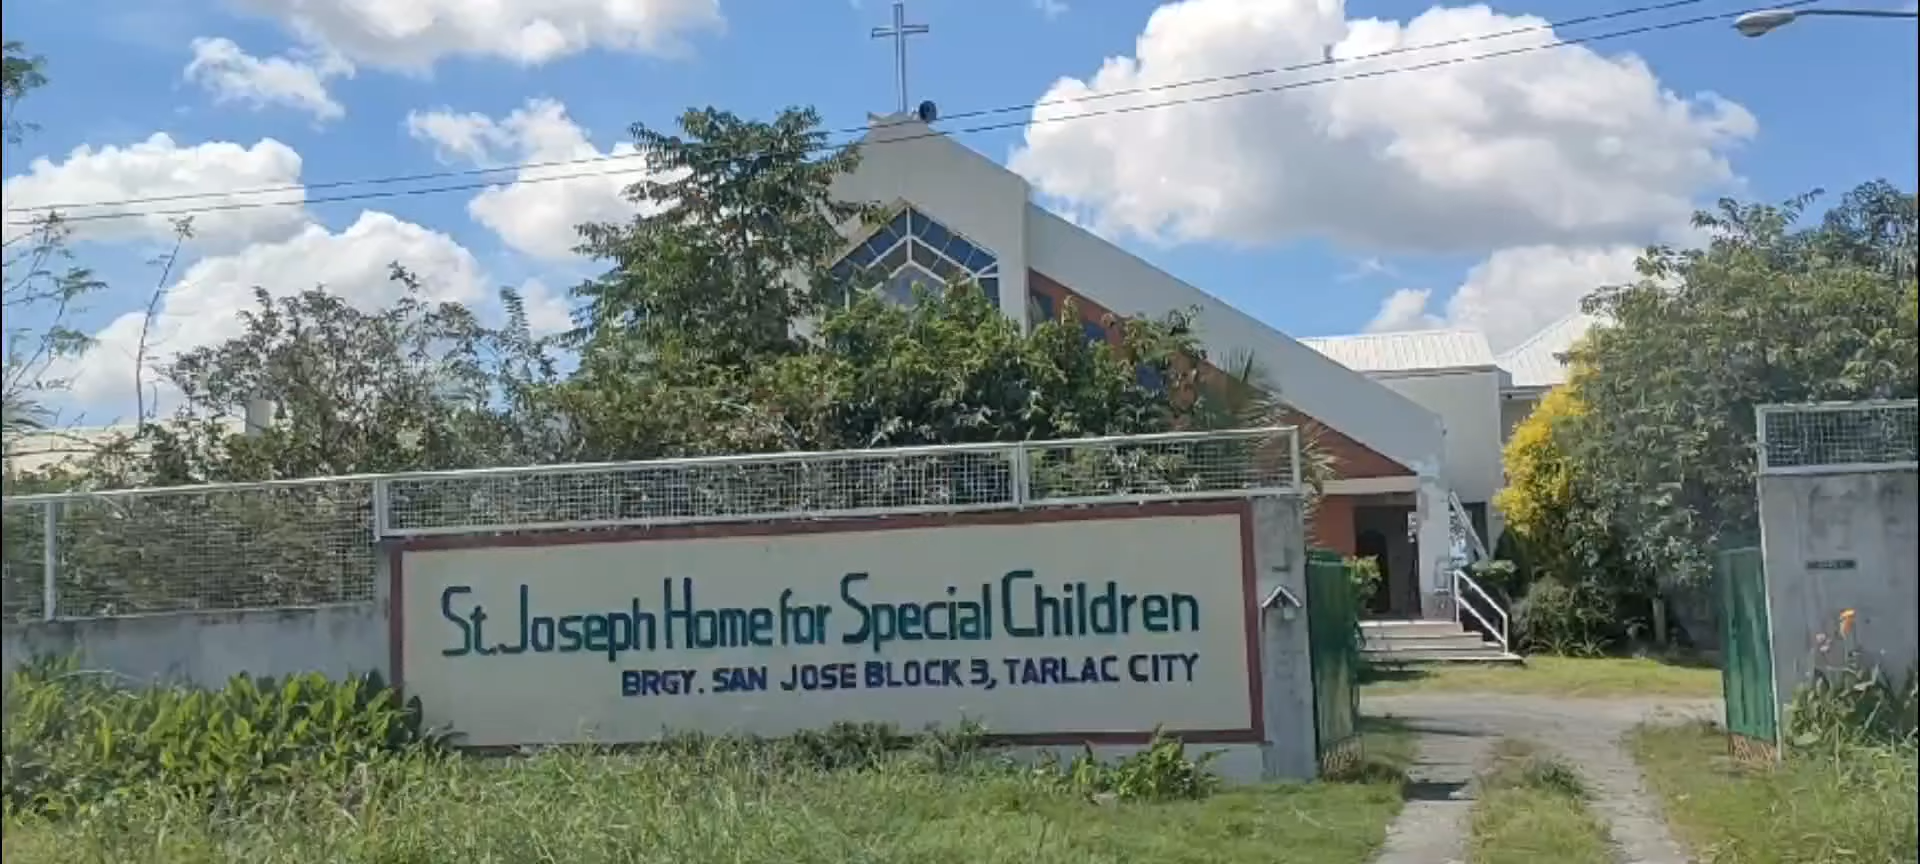 St. Joseph Home for Special Children
BRGY. SAN JOSE BLOCK 3, TARLAC CITY